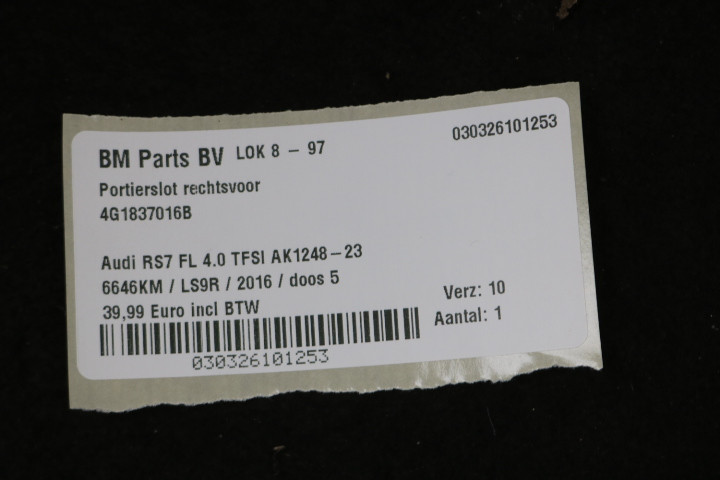 BM Parts BV LOK 8 - 97 030326101253
Portierslot rechtsvoor
4G1837016B
Audi RS7 FL 4.0 TFSI AK1248-23
6646KM / LS9R / 2016 / doos 5
39,99 Euro incl BTW
Verz: 10
Aantal: 1
030326101253